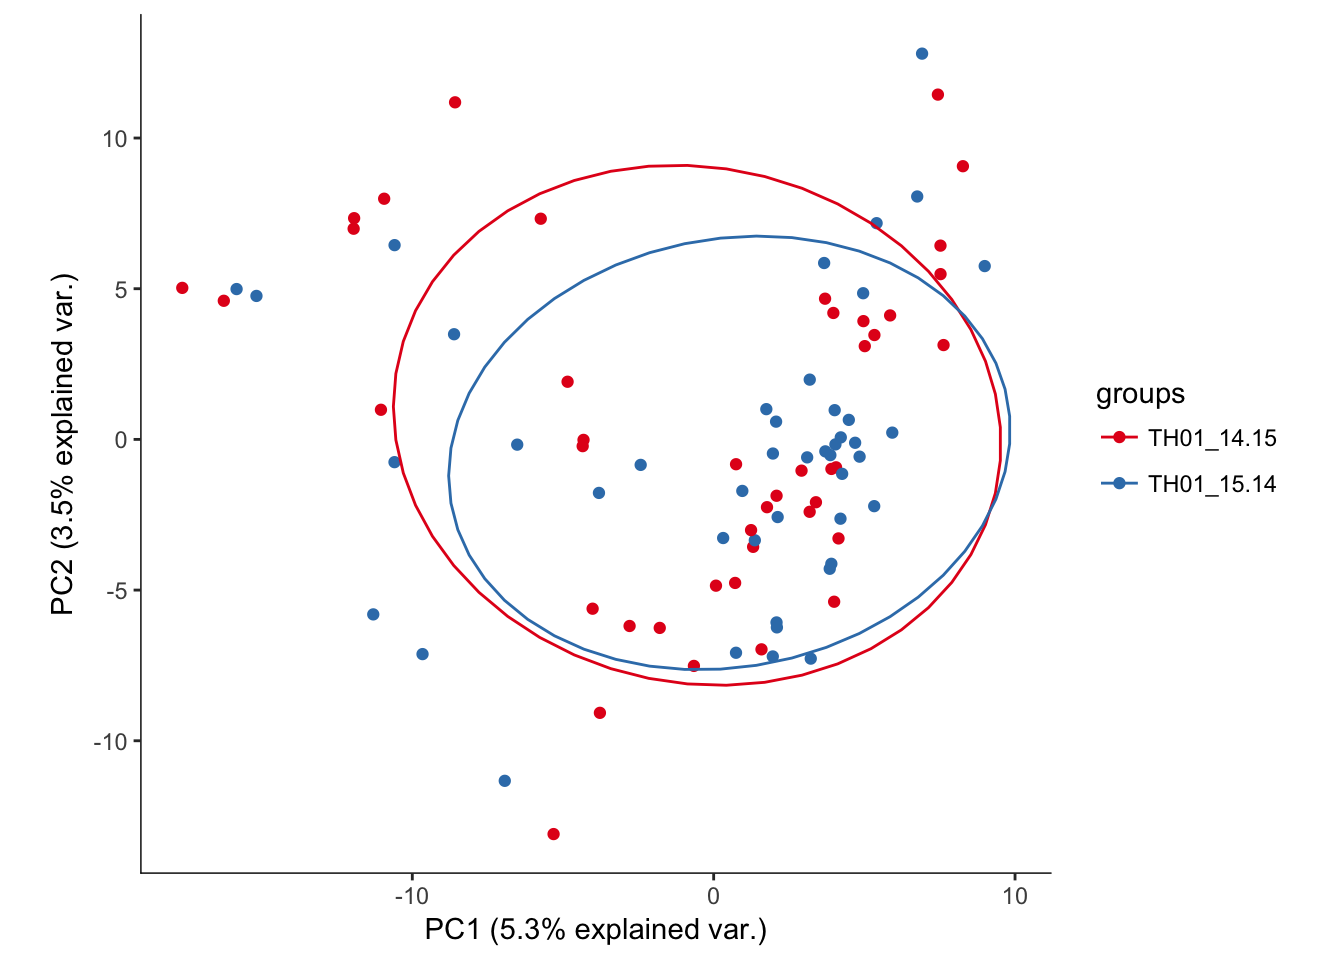 10
5
0
-5
-10
PC2 (3.5% explained var.)
-10 0 10
PC1 (5.3% explained var.)
groups
TH01_14.15
TH01_15.14